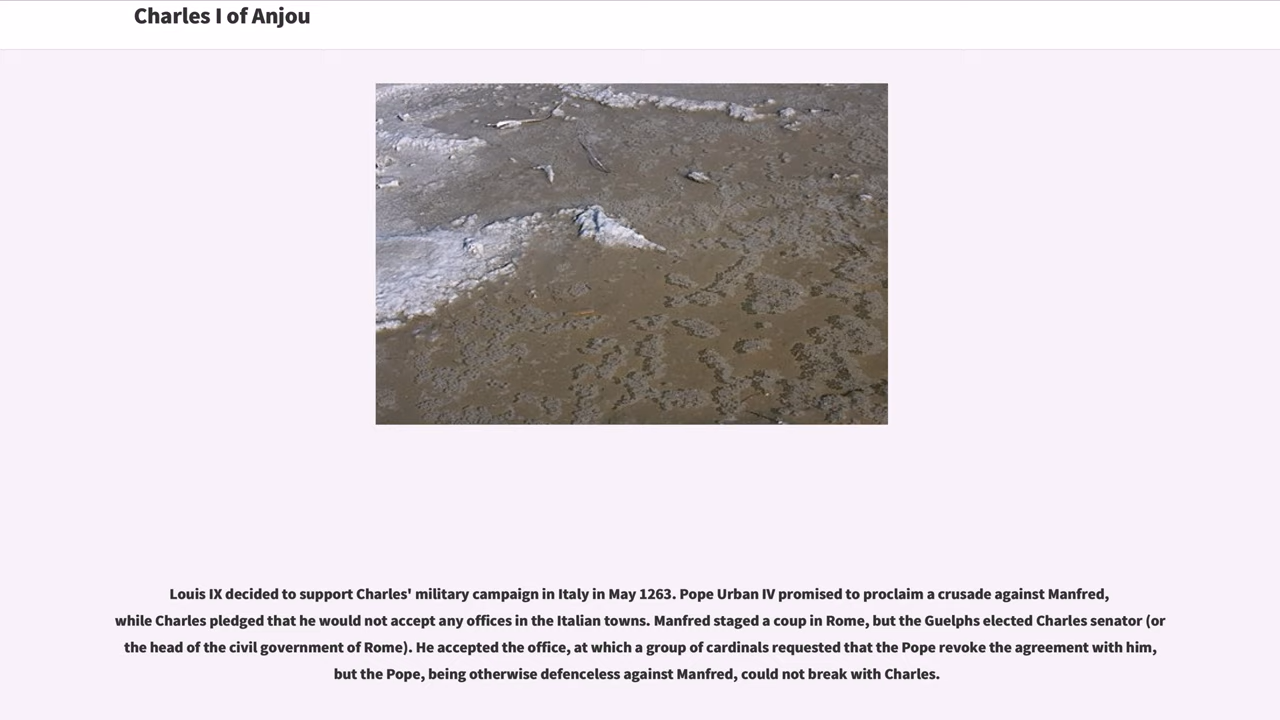 Charles I of Anjou
Louis IX decided to support Charles' military campaign in Italy in May 1263. Pope Urban IV promised to proclaim a crusade against Manfred,
while Charles pledged that he would not accept any offices in the Italian towns. Manfred staged a coup in Rome, but the Guelphs elected Charles senator (or
the head of the civil government of Rome). He accepted the office, at which a group of cardinals requested that the Pope revoke the agreement with him,
but the Pope, being otherwise defenceless against Manfred, could not break with Charles.